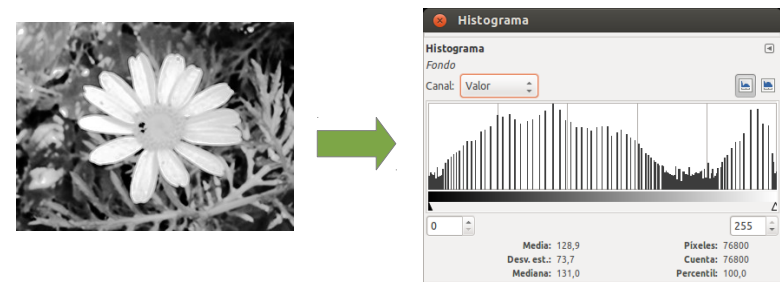 Histograma
Histograma
Fondo
Canal: Valor
0 255
Media: 128,9 Píxeles: 76800
Desv. est.: 73,7 Cuenta: 76800
Mediana: 131,0 Percentil: 100,0